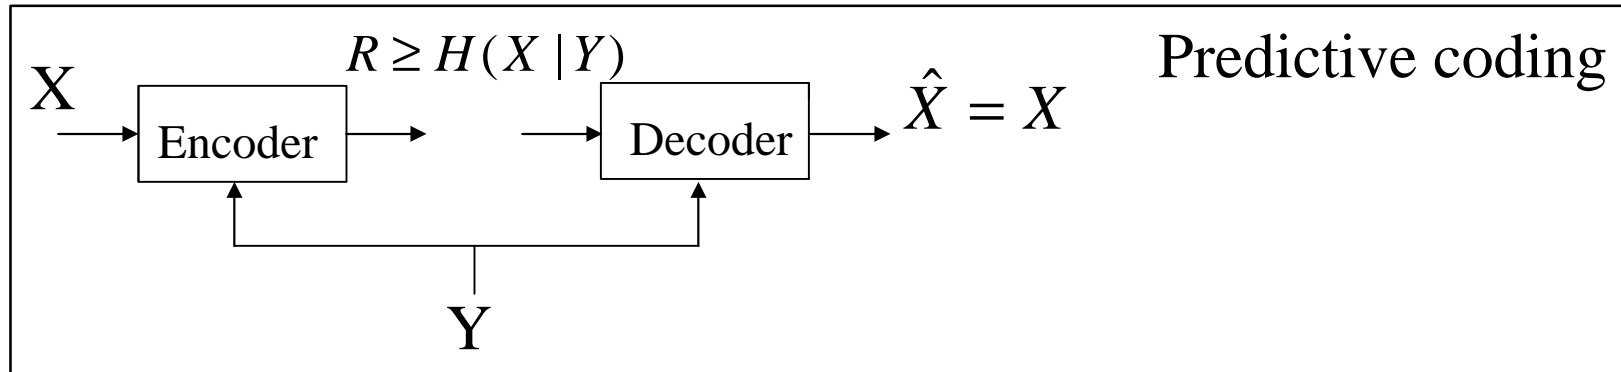 Predictive coding
R ≥ H(X | Y)
X
Encoder
Decoder
X̂ = X
Y